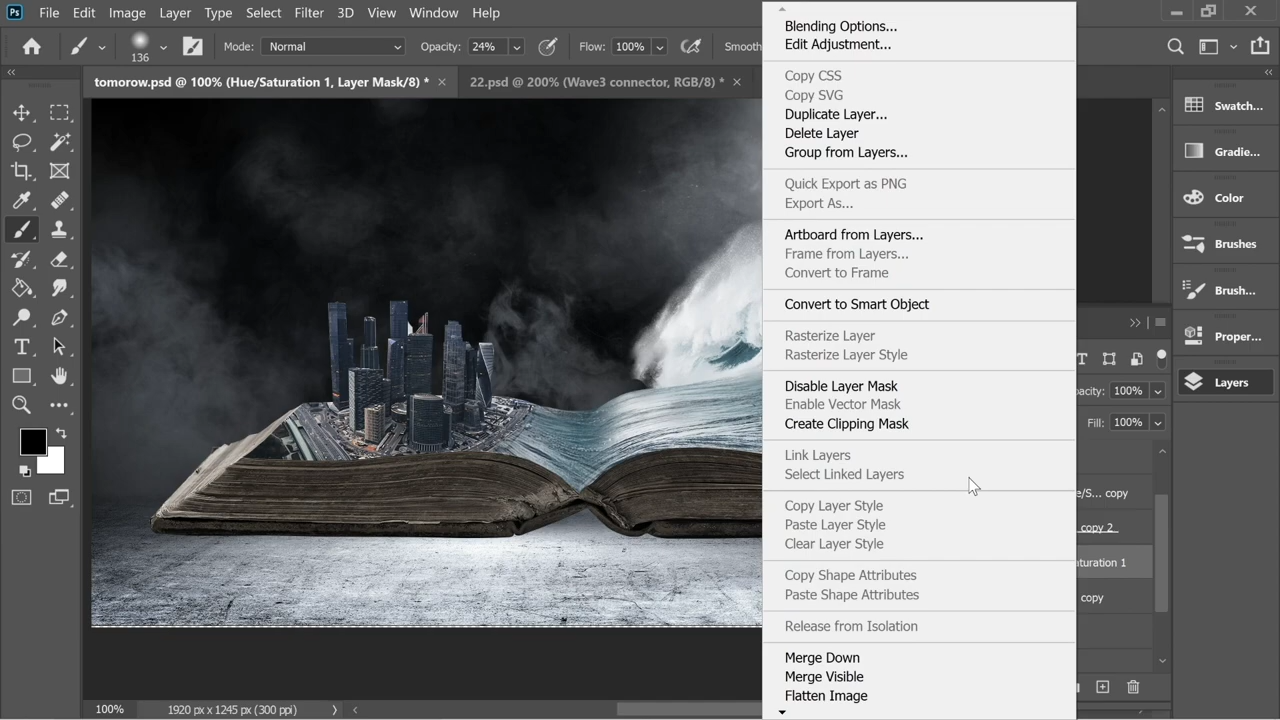 Ps File Edit Image Layer Type Select Filter 3D View Window Help
136 Mode: Normal Opacity: 24% Flow: 100% Smooth
tomorow.psd @ 100% (Hue/Saturation 1, Layer Mask/8) * 22.psd @ 200% (Wave3 connector, RGB/8) *
Blending Options...
Edit Adjustment...
Copy CSS
Copy SVG
Duplicate Layer...
Delete Layer
Group from Layers...
Quick Export as PNG
Export As...
Artboard from Layers...
Frame from Layers...
Convert to Frame
Convert to Smart Object
Rasterize Layer
Rasterize Layer Style
Disable Layer Mask
Enable Vector Mask
Create Clipping Mask
Link Layers
Select Linked Layers
Copy Layer Style
Paste Layer Style
Clear Layer Style
Copy Shape Attributes
Paste Shape Attributes
Release from Isolation
Merge Down
Merge Visible
Flatten Image
Swatch...
Gradie...
Color
Brushes
Brush...
Proper...
Layers
pacity: 100%
Fill: 100%
e/S... copy
copy 2
turation 1
copy
100% 1920 px x 1245 px (300 ppi)